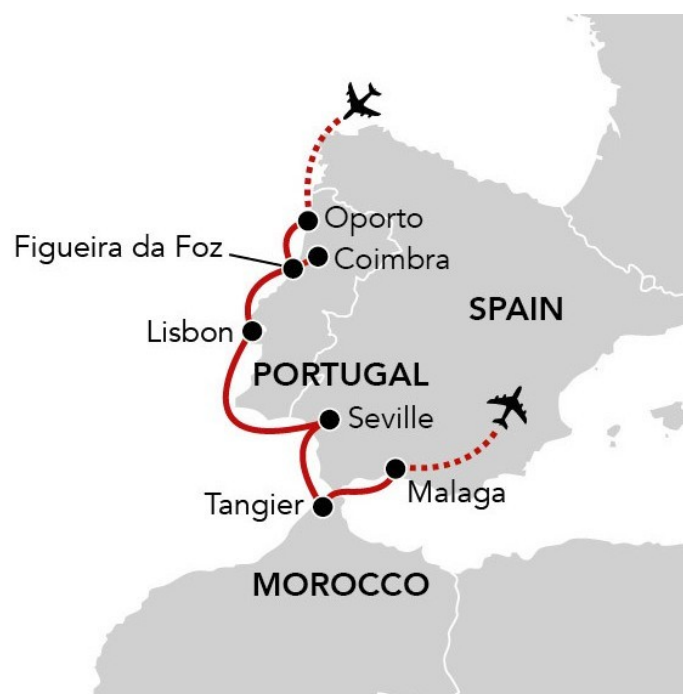 Oporto
Figueira da Foz
Coimbra
SPAIN
Lisbon
PORTUGAL
Seville
Malaga
Tangier
MOROCCO